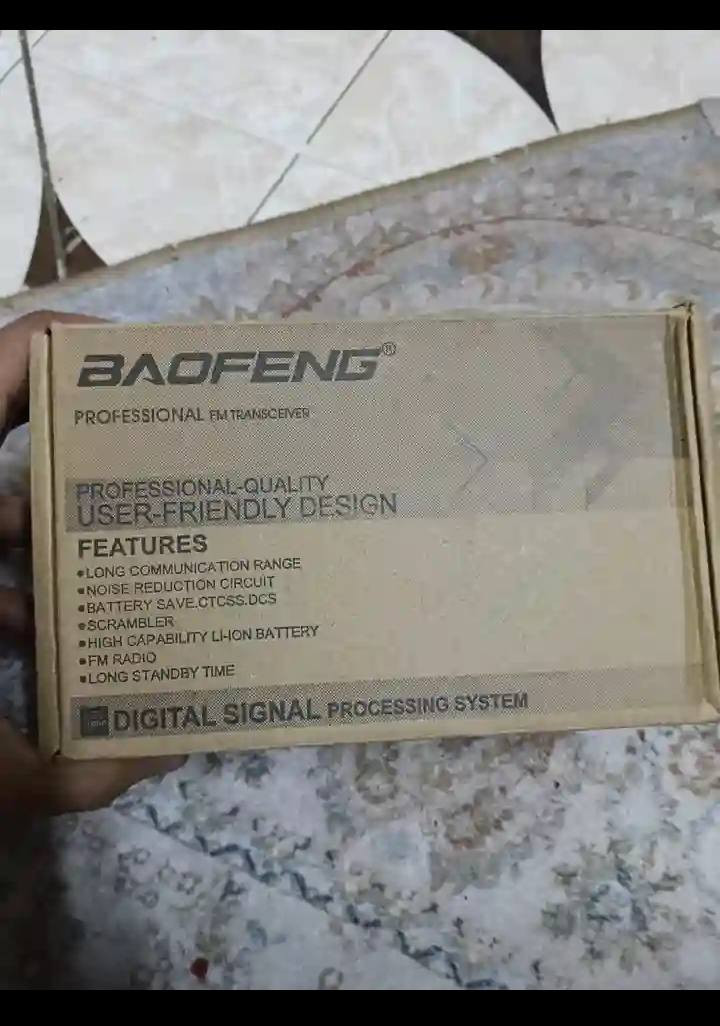 BAOFENG®
PROFESSIONAL FM TRANSCEIVER
PROFESSIONAL-QUALITY
USER-FRIENDLY DESIGN
FEATURES
•LONG COMMUNICATION RANGE
•NOISE REDUCTION CIRCUIT
•BATTERY SAVE.CTCSS.DCS
•SCRAMBLER
•HIGH CAPABILITY LI-ION BATTERY
•FM RADIO
•LONG STANDBY TIME
DIGITAL SIGNAL PROCESSING SYSTEM